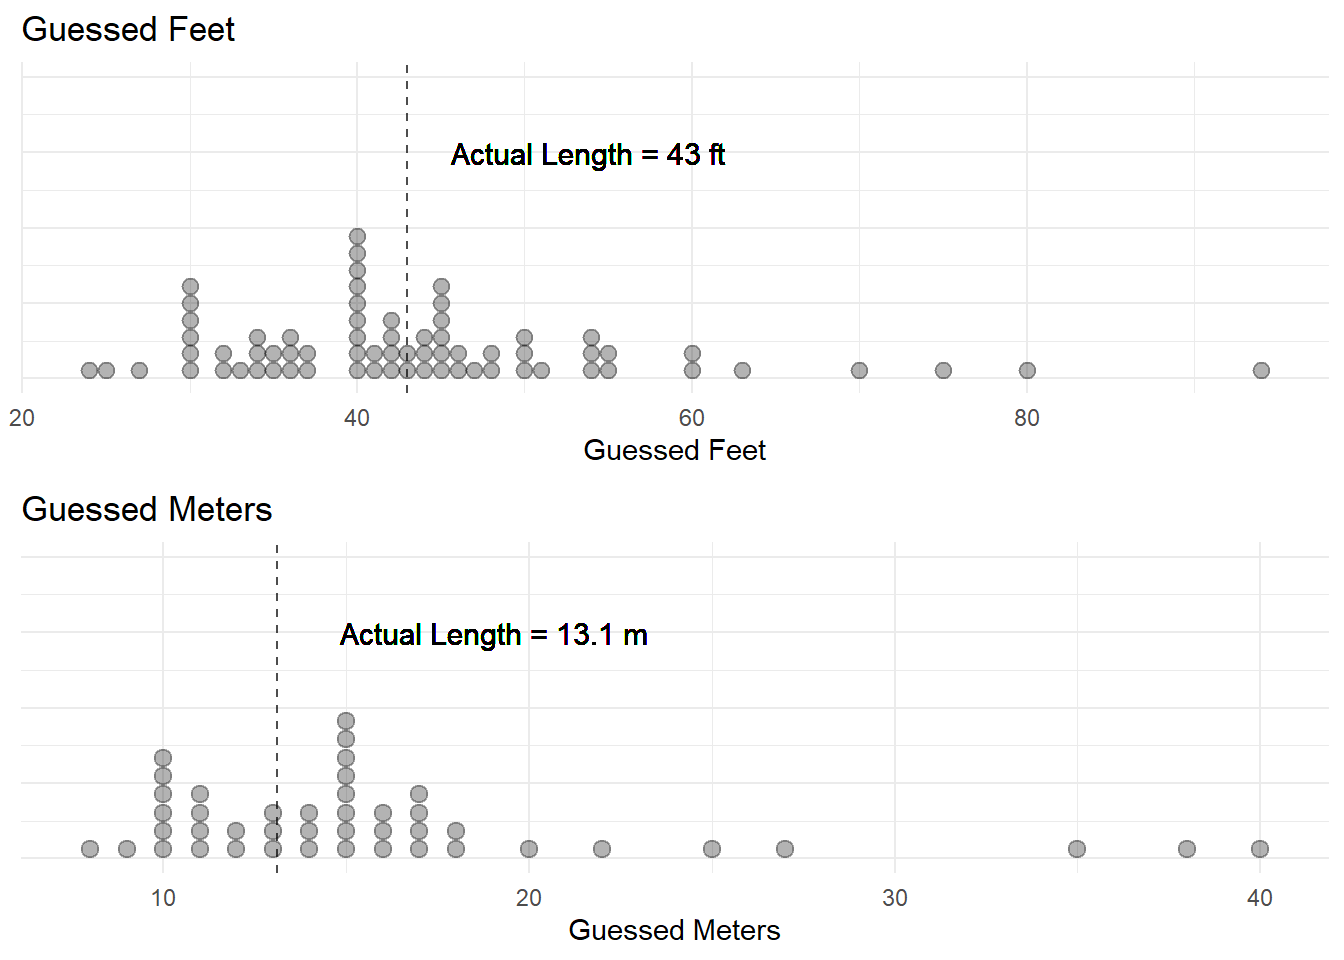 Guessed Feet
Actual Length = 43 ft
20 40 60 80
Guessed Feet
Guessed Meters
Actual Length = 13.1 m
10 20 30 40
Guessed Meters